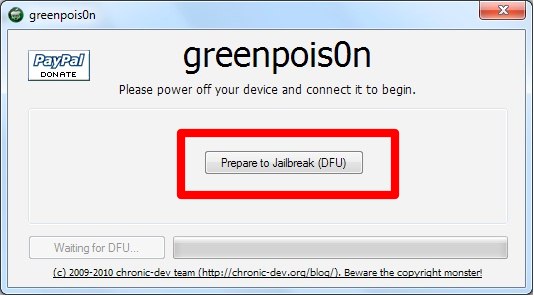 greenpois0n
PayPal
DONATE
Please power off your device and connect it to begin.
Prepare to Jailbreak (DFU)
Waiting for DFU...
(c) 2009-2010 chronic-dev team (http://chronic-dev.org/blog/). Beware the copyright monster!